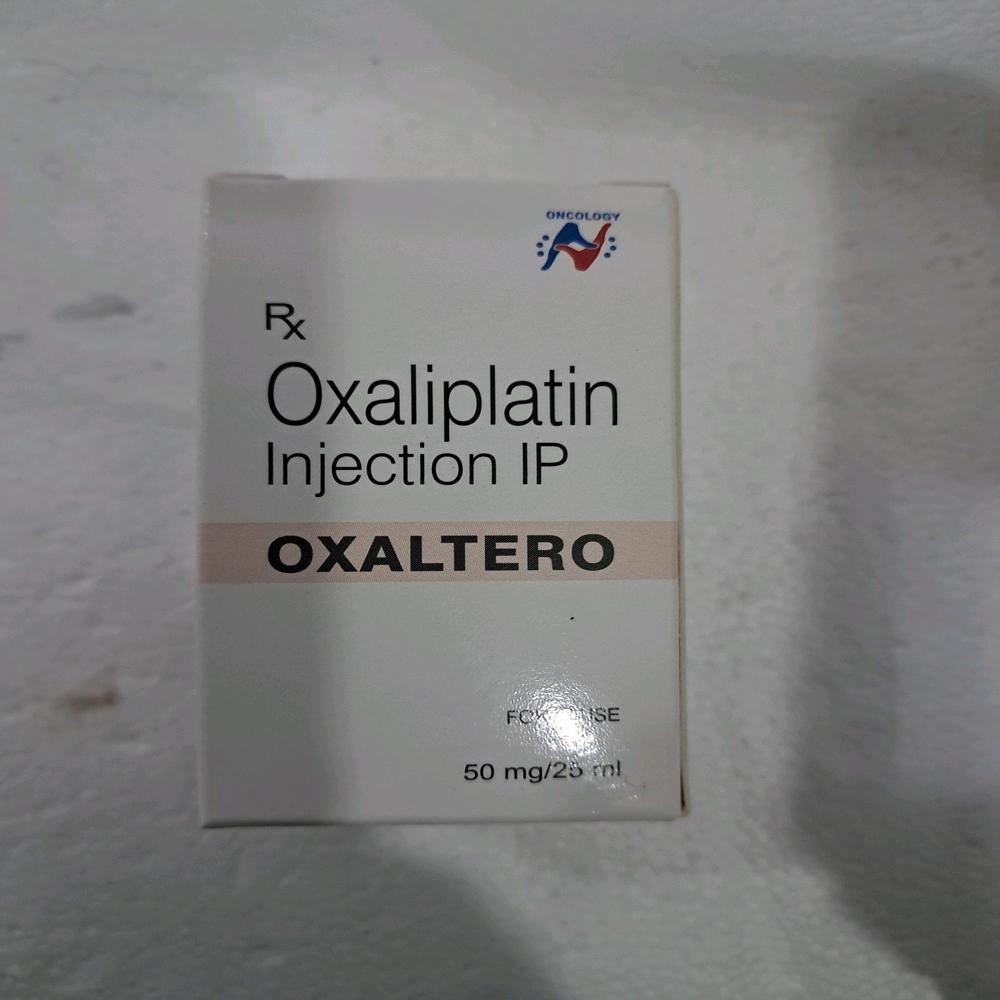 ONCOLOGY
Rx
Oxaliplatin
Injection IP
OXALTERO
50 mg/25 ml